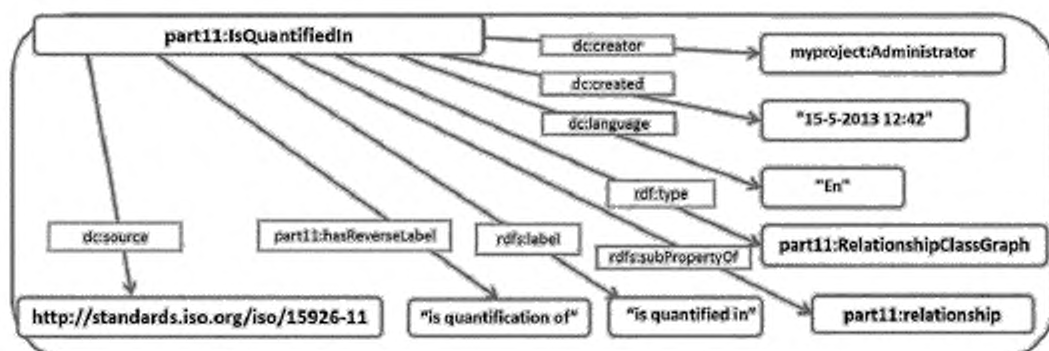 part11:IsQuantifiedIn
dc:creator
myproject:Administrator
dc:created
"15-5-2013 12:42"
dc:language
"En"
rdf:type
dc:source
part11:hasReverseLabel
rdfs:label
part11:RelationshipClassGraph
rdfs:subPropertyOf
http://standards.iso.org/iso/15926-11
"is quantification of"
"is quantified in"
part11:relationship